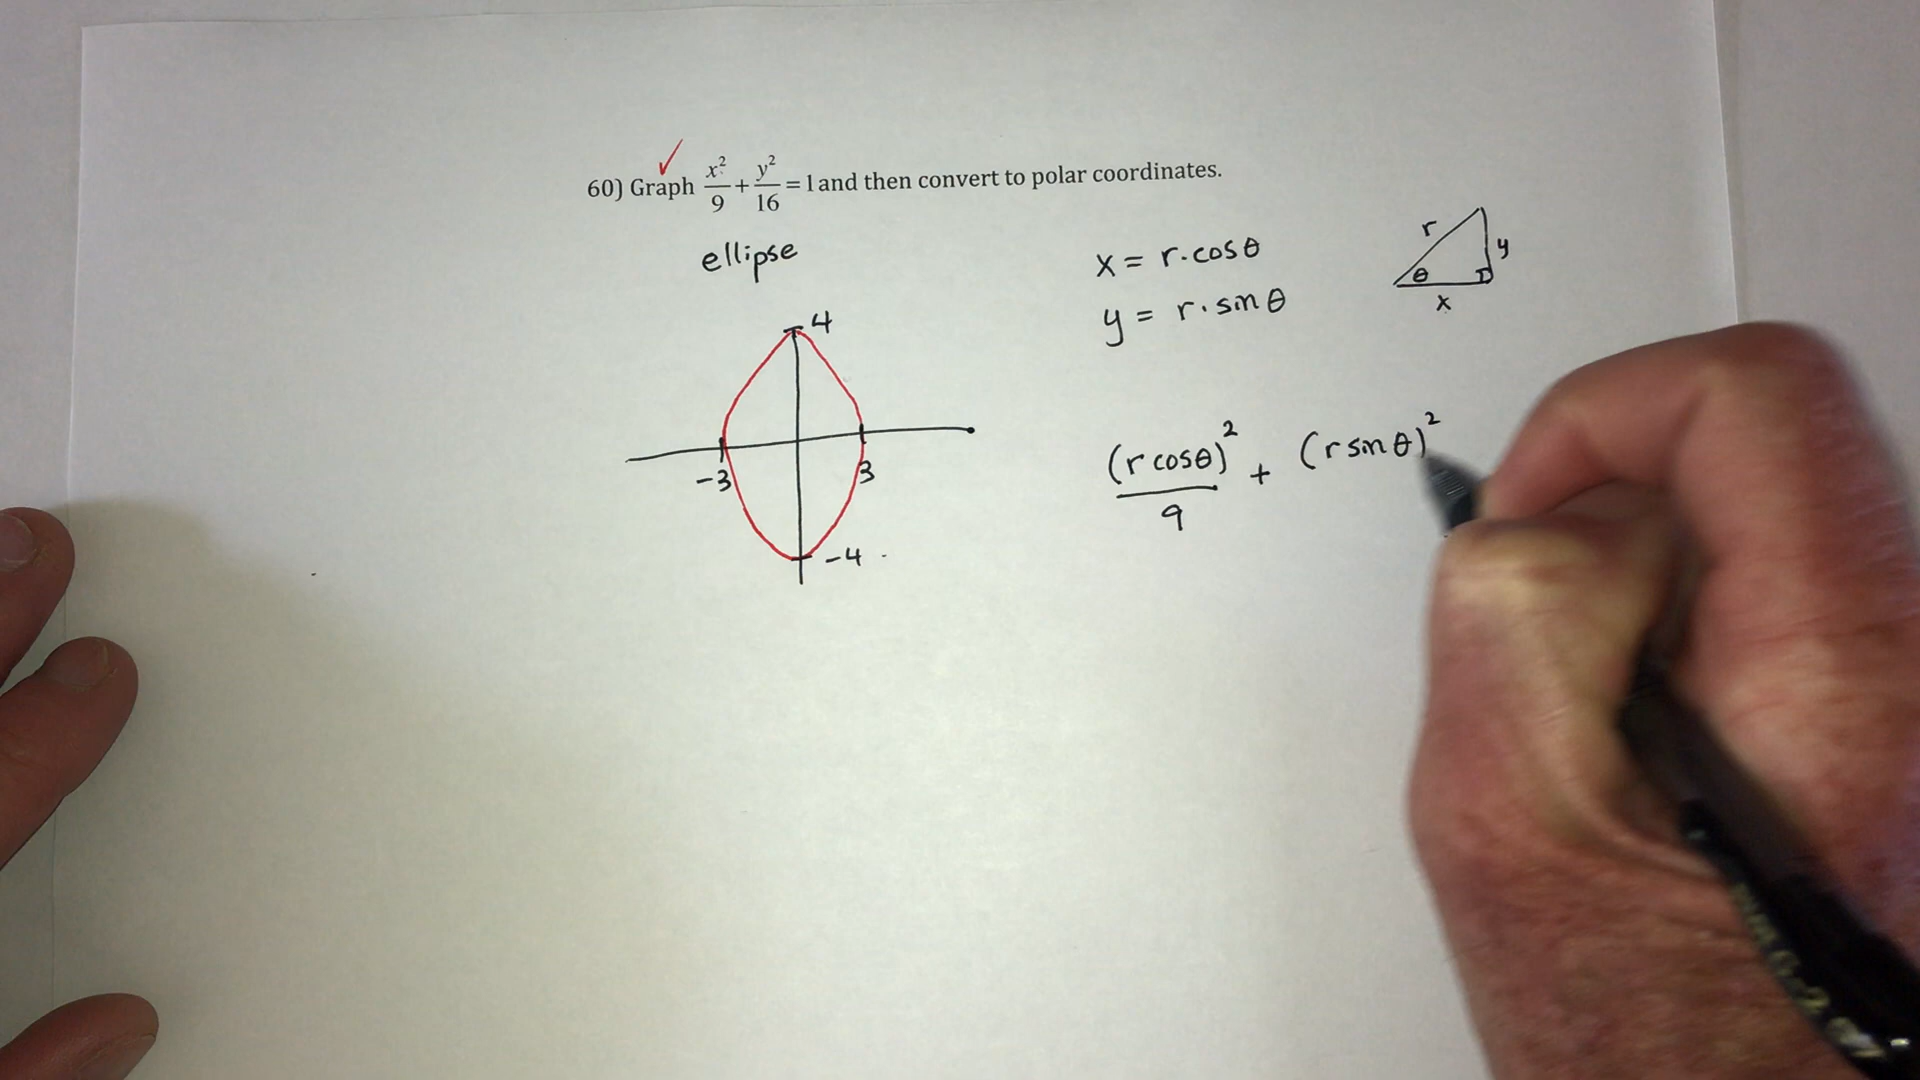 60) Graph x²/9 + y²/16 = 1 and then convert to polar coordinates.
ellipse
4
-3
3
-4
x = r·cosθ
y = r·sinθ
r
y
θ
x
(r cosθ)²/9 + (r sinθ)²